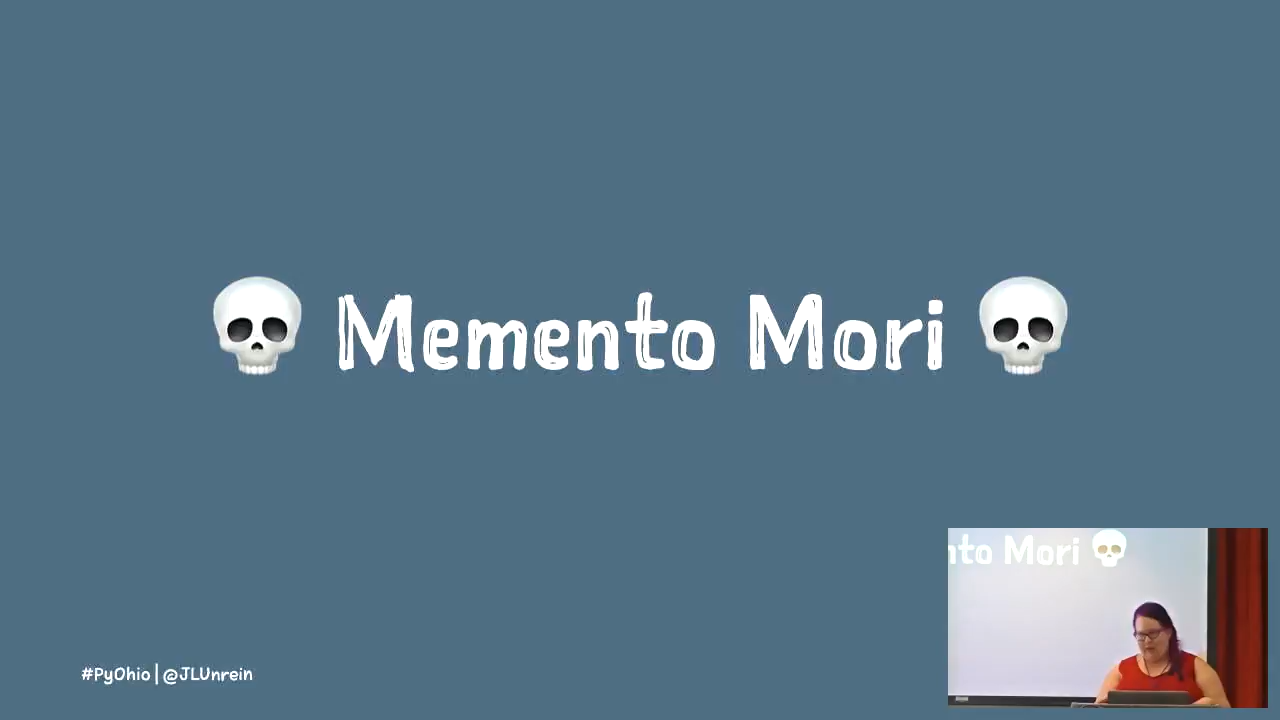 💀 Memento Mori 💀
nto Mori 💀
#PyOhio | @JLUnrein